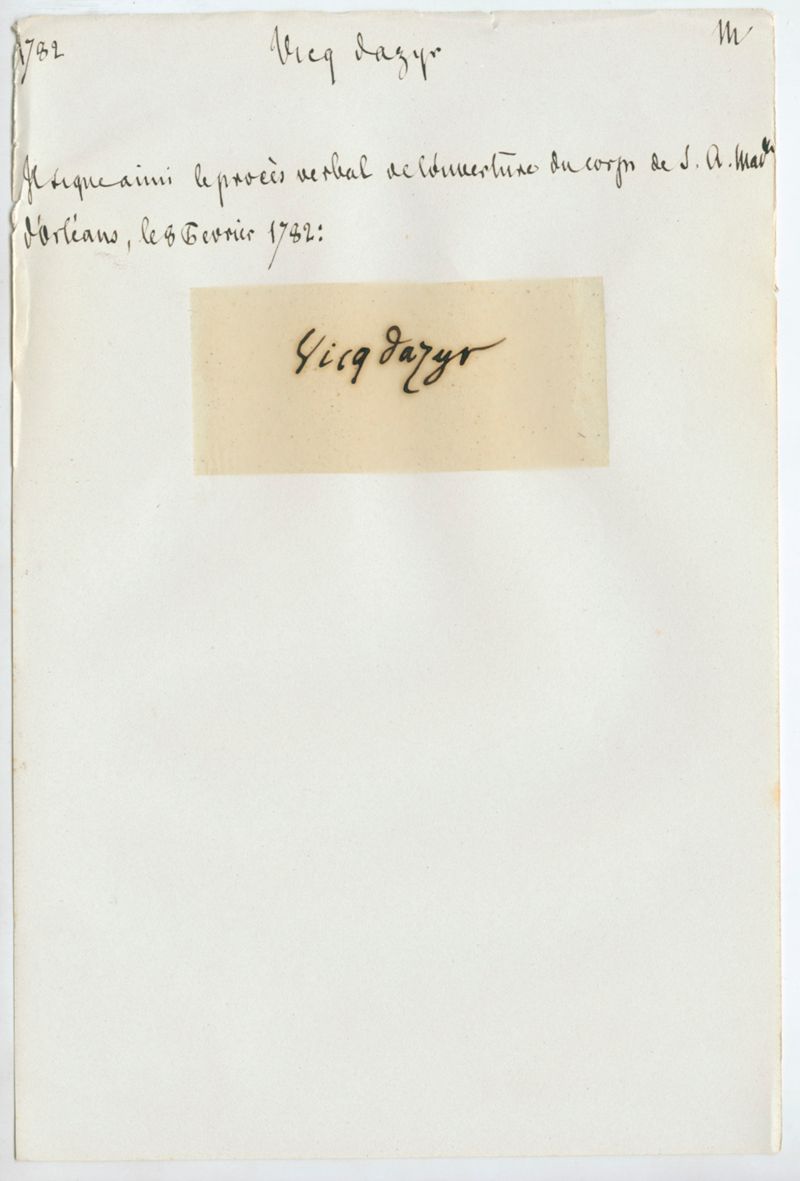 1782 Vicq dazyr M
Il signe ainsi le procès verbal de l'ouverture du corps de S. A. Madlle
d'Orléans, le 8 Fevrier 1782:
Vicq dazyr